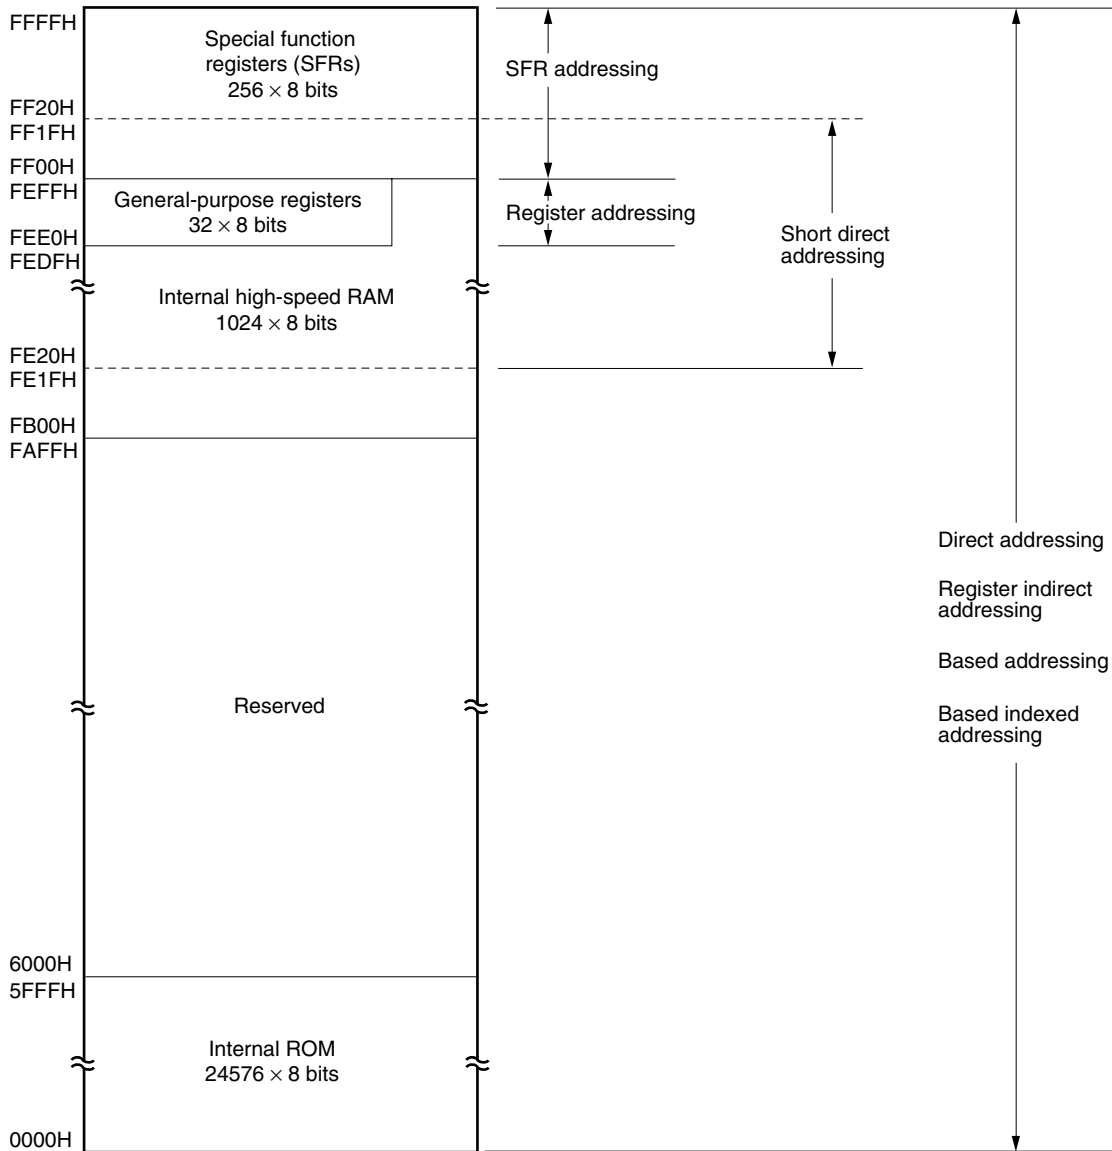 FFFFH
Special function
registers (SFRs)
256 × 8 bits
SFR addressing
FF20H
FF1FH
FF00H
FEFFH
General-purpose registers
32 × 8 bits
Register addressing
Short direct
addressing
FEE0H
FEDFH
Internal high-speed RAM
1024 × 8 bits
FE20H
FE1FH
FB00H
FAFFH
Direct addressing
Register indirect
addressing
Based addressing
Based indexed
addressing
Reserved
6000H
5FFFH
Internal ROM
24576 × 8 bits
0000H